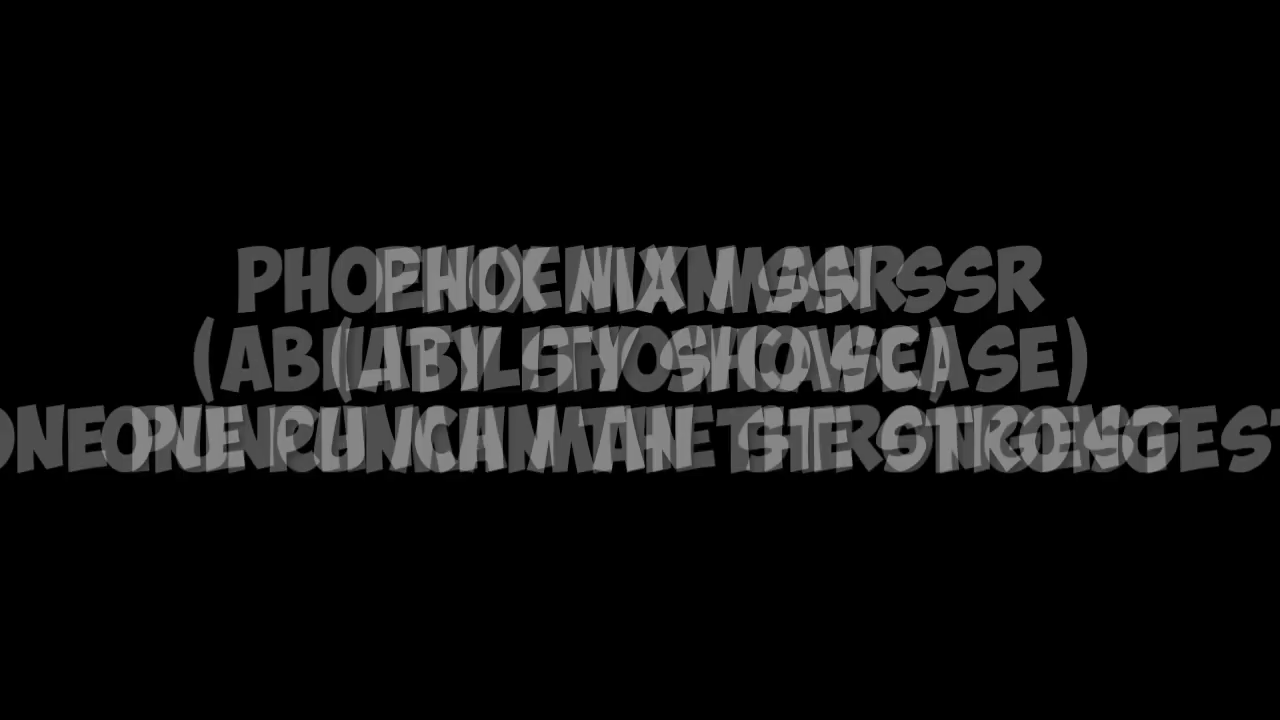 PHOENIX MAN SSR
(ABILITY SHOWCASE)
ONE PUNCH MAN THE STRONGEST